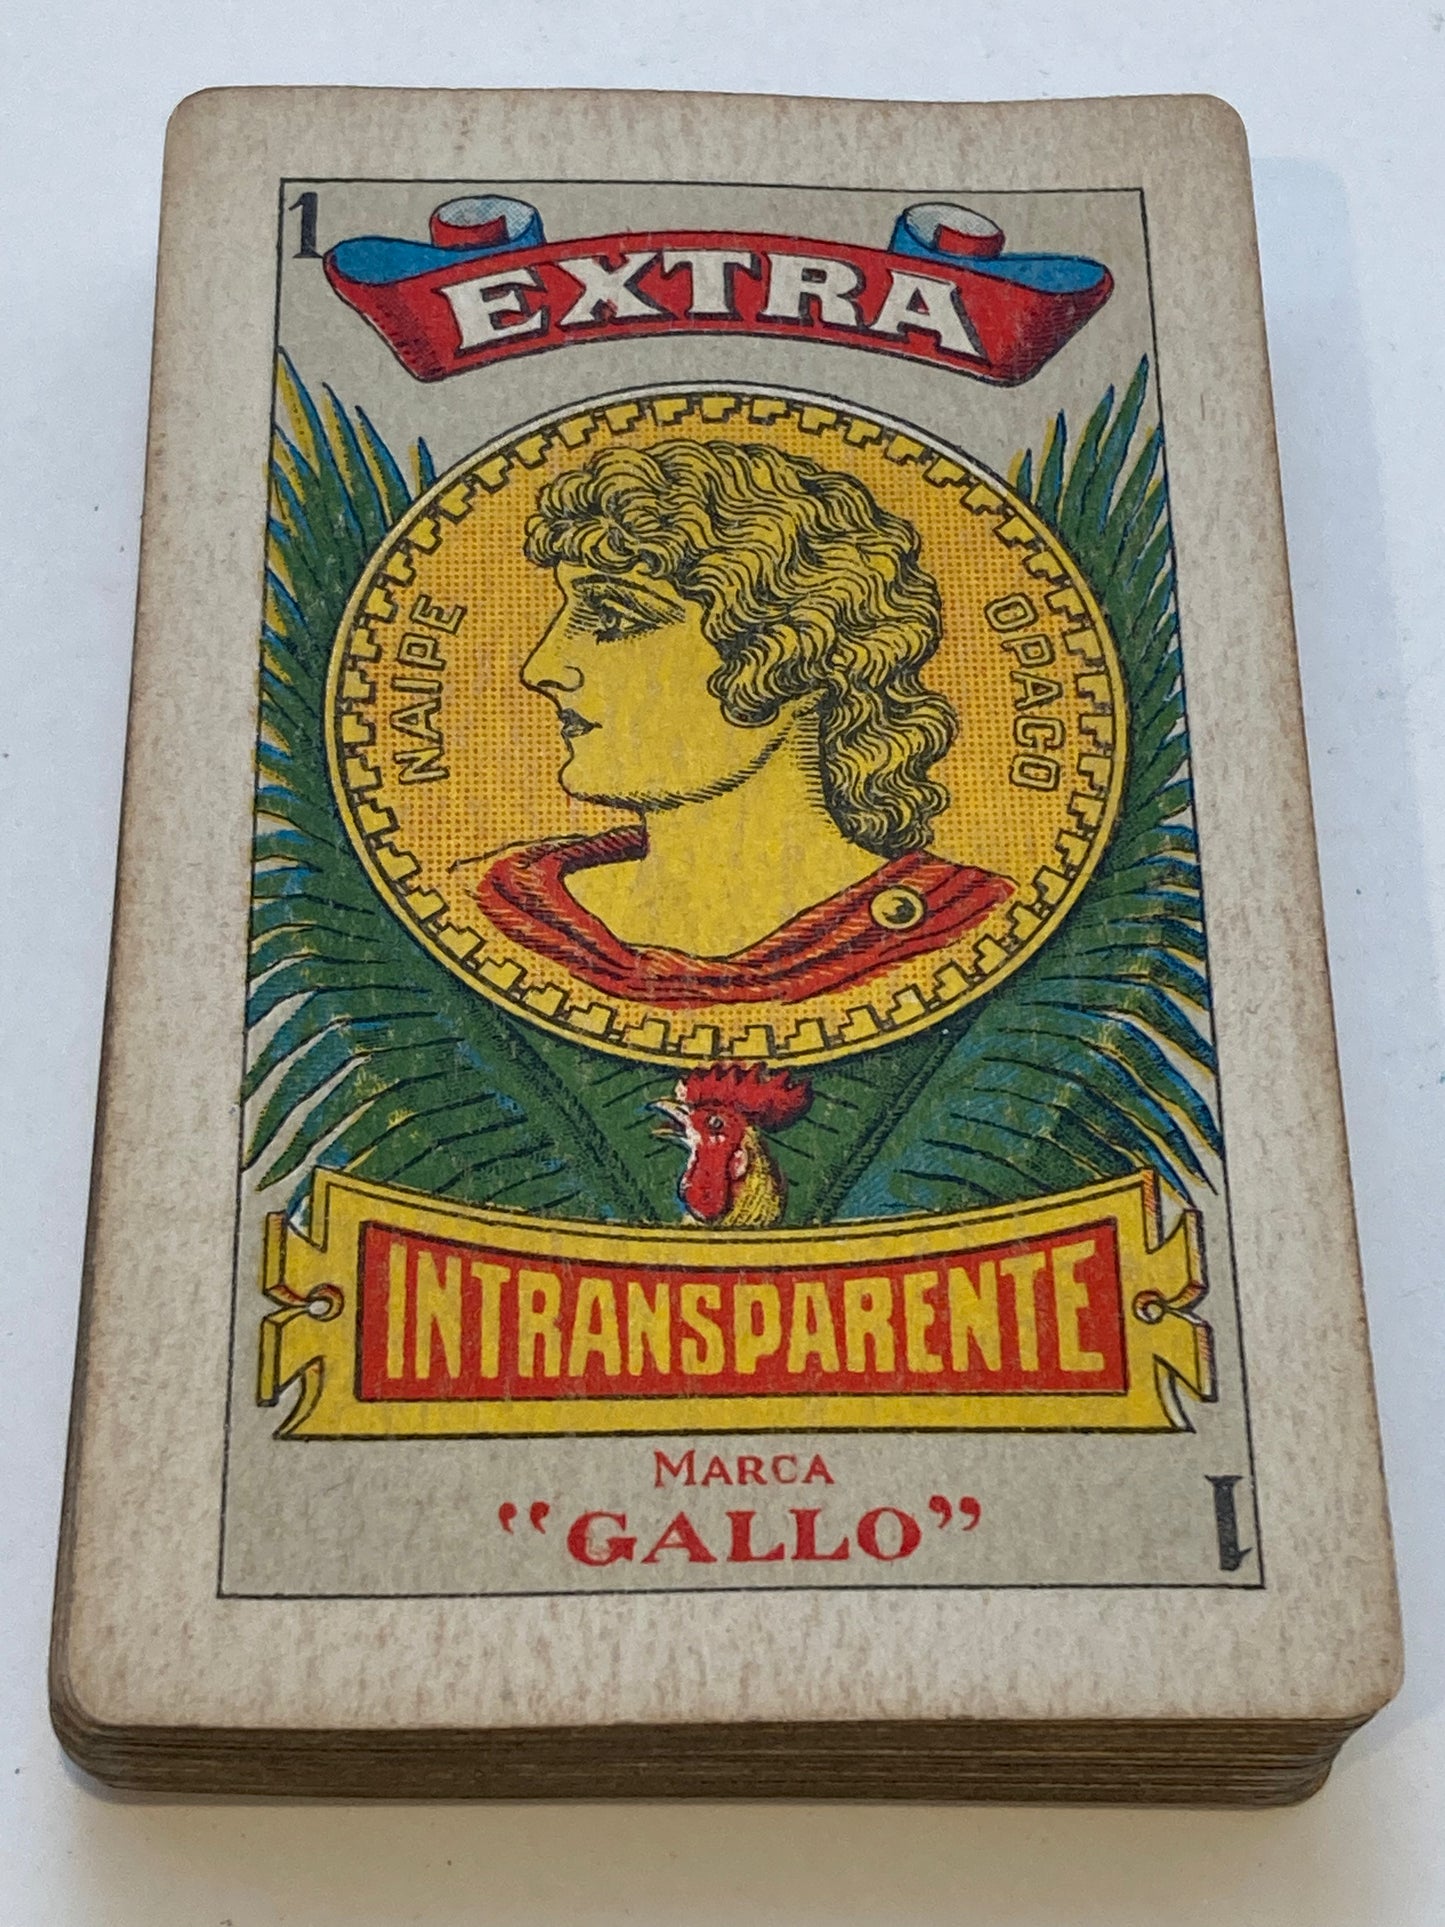 1
EXTRA
NAIPE
OPACO
INTRANSPARENTE
MARCA
“GALLO”
1